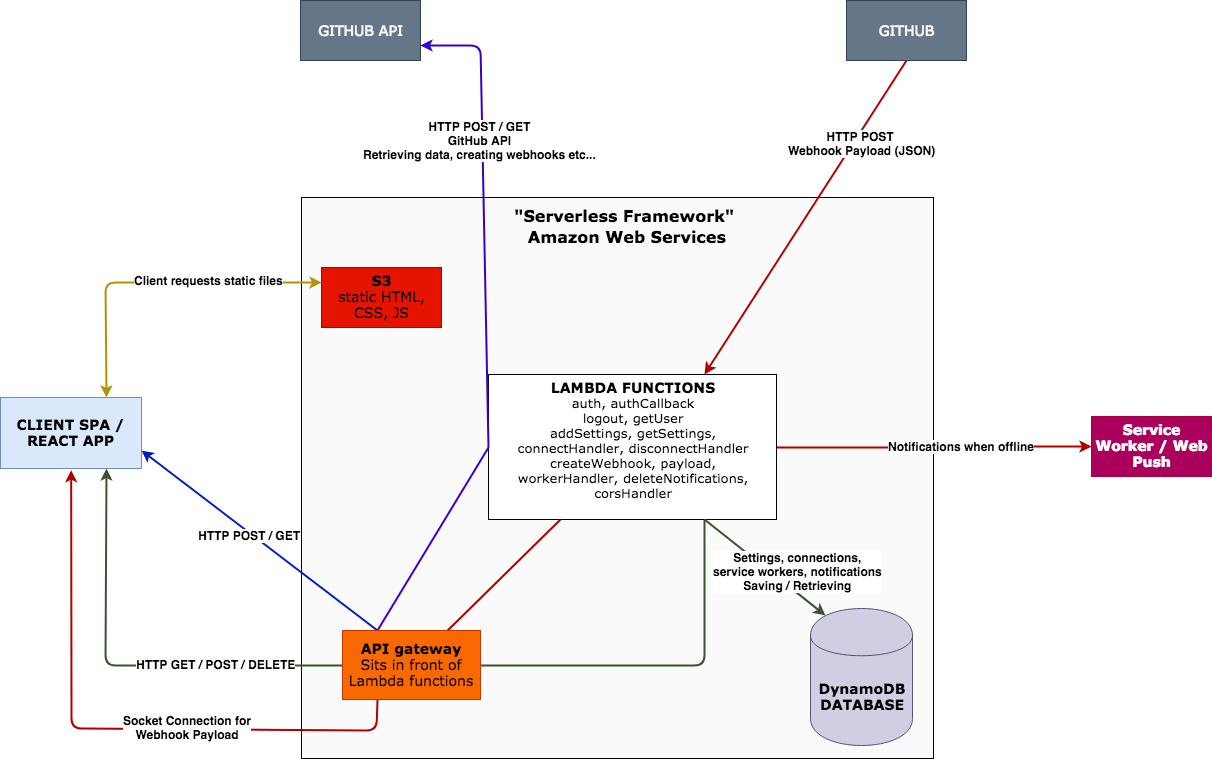 GITHUB API
GITHUB
HTTP POST / GET
GitHub API
Retrieving data, creating webhooks etc...
HTTP POST
Webhook Payload (JSON)
"Serverless Framework"
Amazon Web Services
Client requests static files
S3
static HTML,
CSS, JS
LAMBDA FUNCTIONS
auth, authCallback
logout, getUser
addSettings, getSettings,
connectHandler, disconnectHandler
createWebhook, payload,
workerHandler, deleteNotifications,
corsHandler
CLIENT SPA /
REACT APP
Notifications when offline
Service
Worker / Web
Push
HTTP POST / GET
Settings, connections,
service workers, notifications
Saving / Retrieving
API gateway
Sits in front of
Lambda functions
HTTP GET / POST / DELETE
DynamoDB
DATABASE
Socket Connection for
Webhook Payload